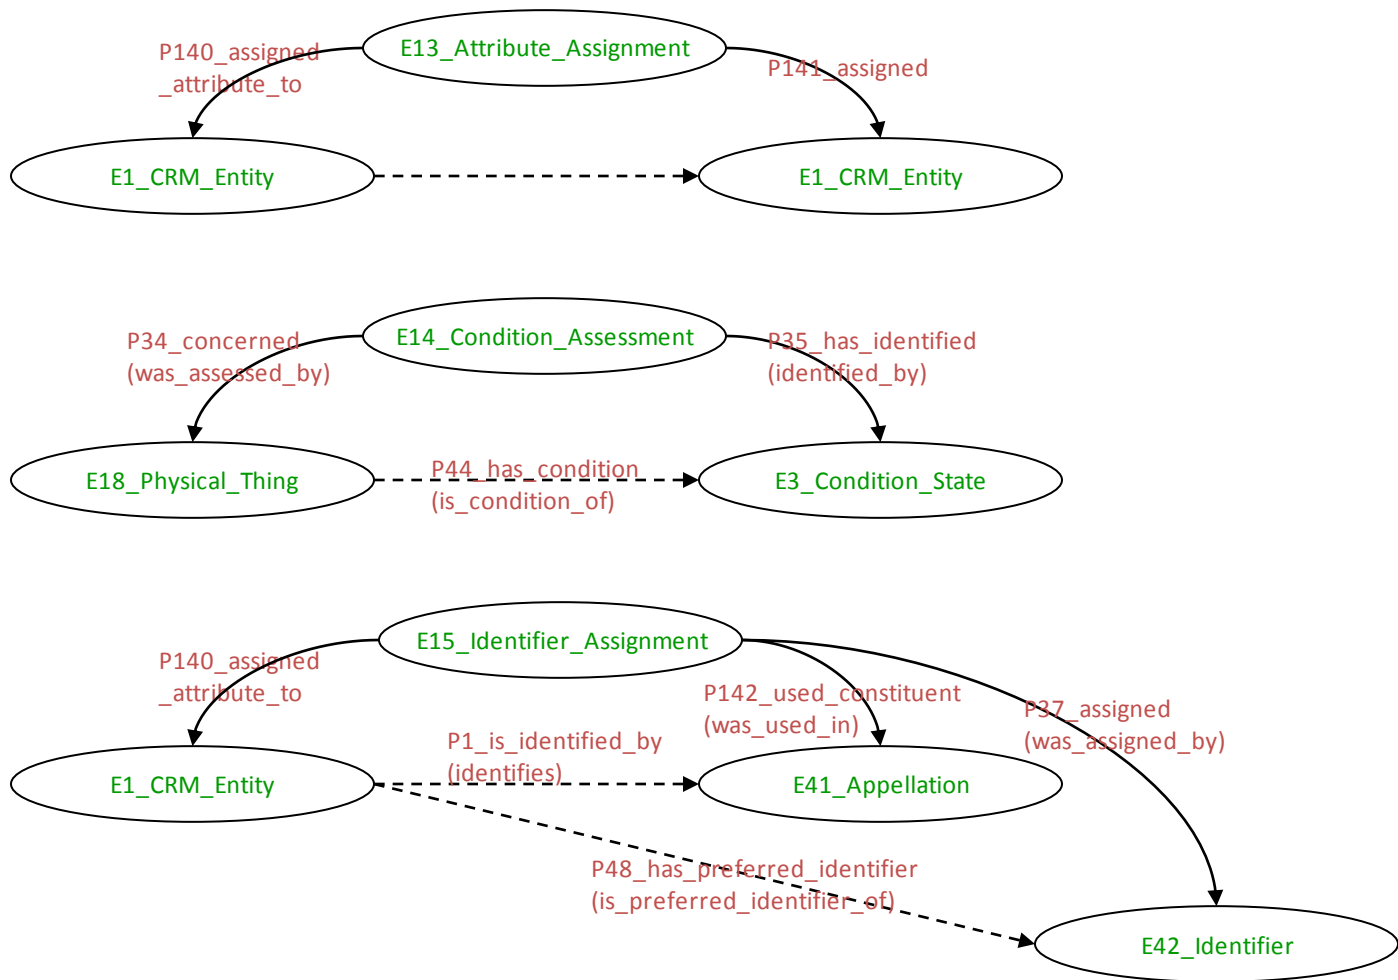 E13_Attribute_Assignment
P140_assigned
_attribute_to
P141_assigned
E1_CRM_Entity
E1_CRM_Entity
E14_Condition_Assessment
P34_concerned
(was_assessed_by)
P35_has_identified
(identified_by)
E18_Physical_Thing
P44_has_condition
(is_condition_of)
E3_Condition_State
E15_Identifier_Assignment
P140_assigned
_attribute_to
P142_used_constituent
(was_used_in)
P37_assigned
(was_assigned_by)
P1_is_identified_by
(identifies)
E1_CRM_Entity
E41_Appellation
P48_has_preferred_identifier
(is_preferred_identifier_of)
E42_Identifier